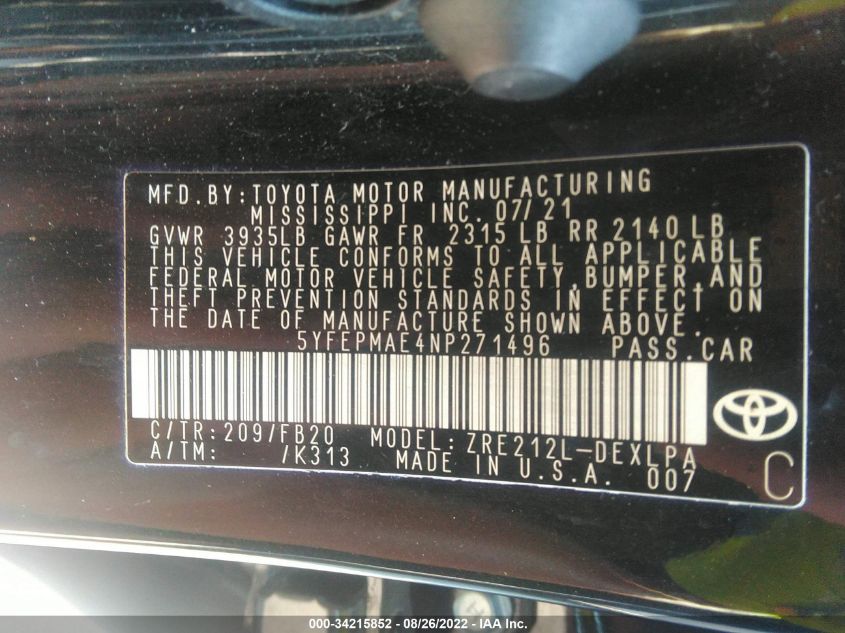 MFD.BY:TOYOTA MOTOR MANUFACTURING
MISSISSIPPI INC. 07/21
GVWR 3935LB GAWR FR 2315 LB RR 2140 LB
THIS VEHICLE CONFORMS TO ALL APPLICABLE
FEDERAL MOTOR VEHICLE SAFETY,BUMPER,AND
THEFT PREVENTION STANDARDS IN EFFECT ON
THE DATE OF MANUFACTURE SHOWN ABOVE.
5YFEPMAE4NP271496 PASS.CAR
C/TR:209/FB20 MODEL:ZRE212L-DEXLPA
A/TM: /K313 MADE IN U.S.A. 007
C
000-34215852 / 08/26/2022 / IAA